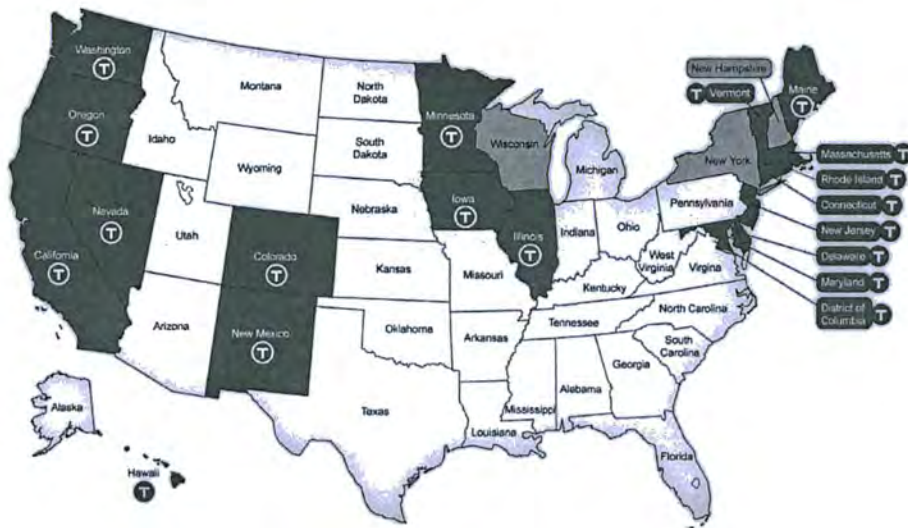 Washington
T
Montana
North
Dakota
Minnesota
T
New Hampshire
T Vermont
Maine
T
Oregon
T
Idaho
South
Dakota
Wisconsin
Michigan
New York
Massachusetts T
Rhode Island T
Connecticut T
New Jersey T
Delaware T
Maryland T
District of
Columbia T
Wyoming
Nebraska
Iowa
T
Pennsylvania
Nevada
T
Utah
Colorado
T
Kansas
Illinois
T
Indiana
Ohio
West
Virginia
Virgina
California
T
Missouri
Kentucky
North Carolina
Arizona
New Mexico
T
Oklahoma
Arkansas
Tennessee
South
Carolina
Texas
Louisiana
Mississippi
Alabama
Georgia
Florida
Alaska
Hawaii
T